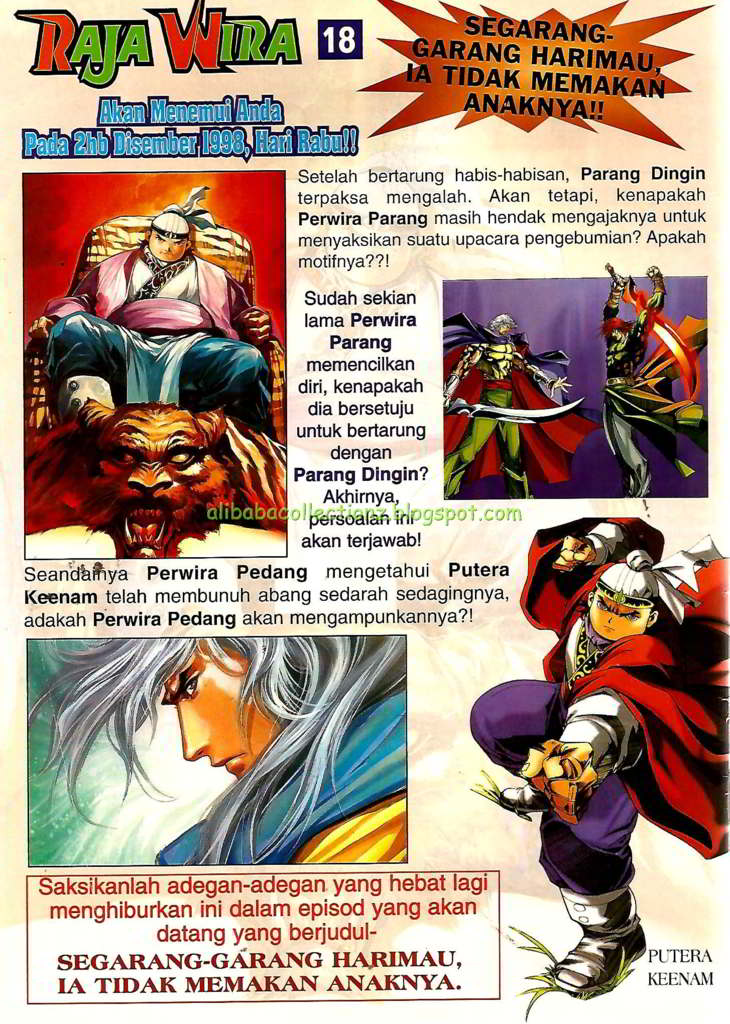 RAJA WIRA 18
SEGARANG-
GARANG HARIMAU,
IA TIDAK MEMAKAN
ANAKNYA!!
Akan Menemui Anda
Pada 2hb Disember 1998, Hari Rabu!!
Setelah bertarung habis-habisan, Parang Dingin
terpaksa mengalah. Akan tetapi, kenapakah
Perwira Parang masih hendak mengajaknya untuk
menyaksikan suatu upacara pengebumian? Apakah
motifnya??!
Sudah sekian
lama Perwira
Parang
memencilkan
diri, kenapakah
dia bersetuju
untuk bertarung
dengan
Parang Dingin?
Akhirnya,
persoalan ini
akan terjawab!
alibabacollectionz.blogspot.com
Seandainya Perwira Pedang mengetahui Putera
Keenam telah membunuh abang sedarah sedagingnya,
adakah Perwira Pedang akan mengampunkannya?!
Saksikanlah adegan-adegan yang hebat lagi
menghiburkan ini dalam episod yang akan
datang yang berjudul-
SEGARANG-GARANG HARIMAU,
IA TIDAK MEMAKAN ANAKNYA.
PUTERA
KEENAM